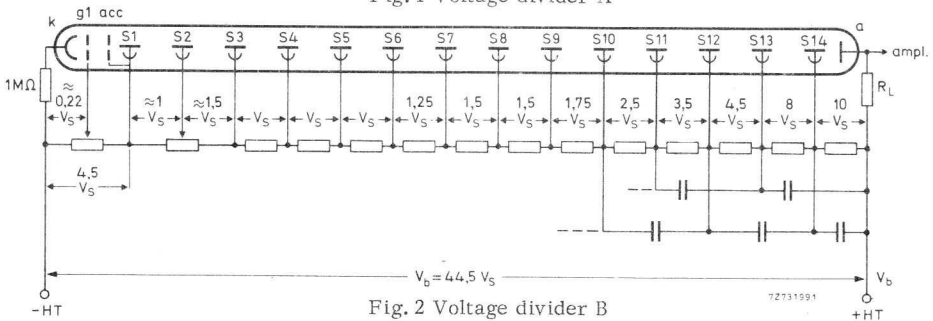 Fig. 1 Voltage divider A
k g1 acc a
S1 S2 S3 S4 S5 S6 S7 S8 S9 S10 S11 S12 S13 S14
ampl.
1MΩ
RL
≈ 0,22 VS
≈1 VS
≈1,5 VS
VS
VS
VS
1,25 VS
1,5 VS
1,5 VS
1,75 VS
2,5 VS
3,5 VS
4,5 VS
8 VS
10 VS
4,5 VS
Vb = 44,5 VS
Vb
-HT
Fig. 2 Voltage divider B
7Z73199.1
+HT